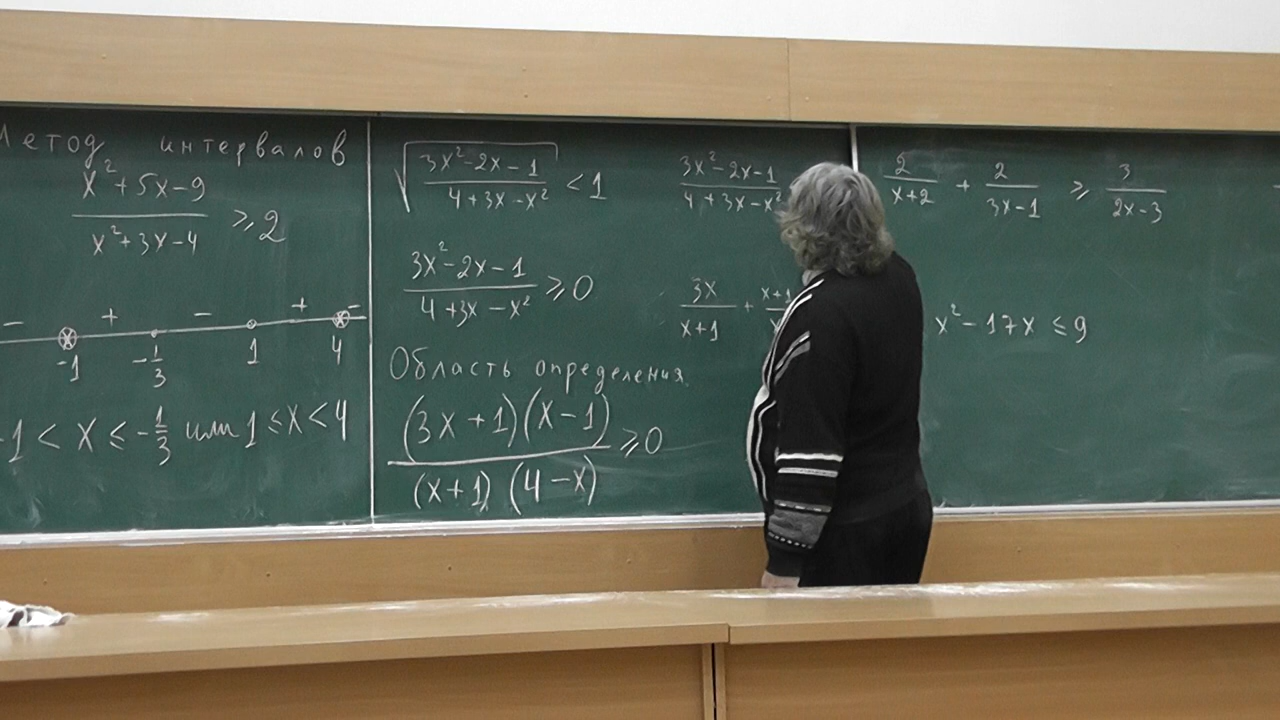 Метод интервалов
x²+5x-9 / x²+3x-4 ≥ 2
- + - + -
-1 -1/3 1 4
-1 < x ≤ -1/3 или 1 ≤ x < 4
√(3x²-2x-1 / 4+3x-x²) < 1
3x²-2x-1 / 4+3x-x² ≥ 0
Область определения
(3x+1)(x-1) / (x+1)(4-x) ≥ 0
3x²-2x-1 / 4+3x-x²
3x / x+1 +
2 / x+2 + 2 / 3x-1 ≥ 3 / 2x-3
x²-17x ≤ 9